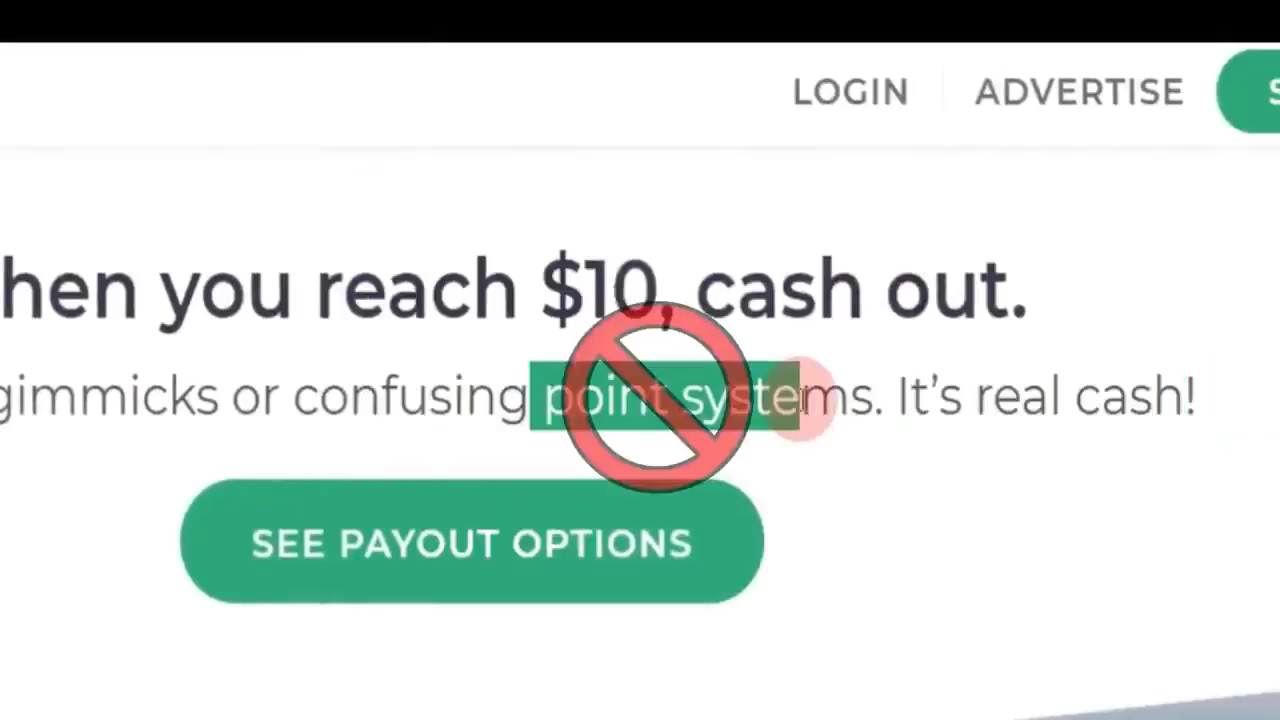 LOGIN
ADVERTISE
hen you reach $10, cash out.
gimmicks or confusing point systems. It's real cash!
SEE PAYOUT OPTIONS